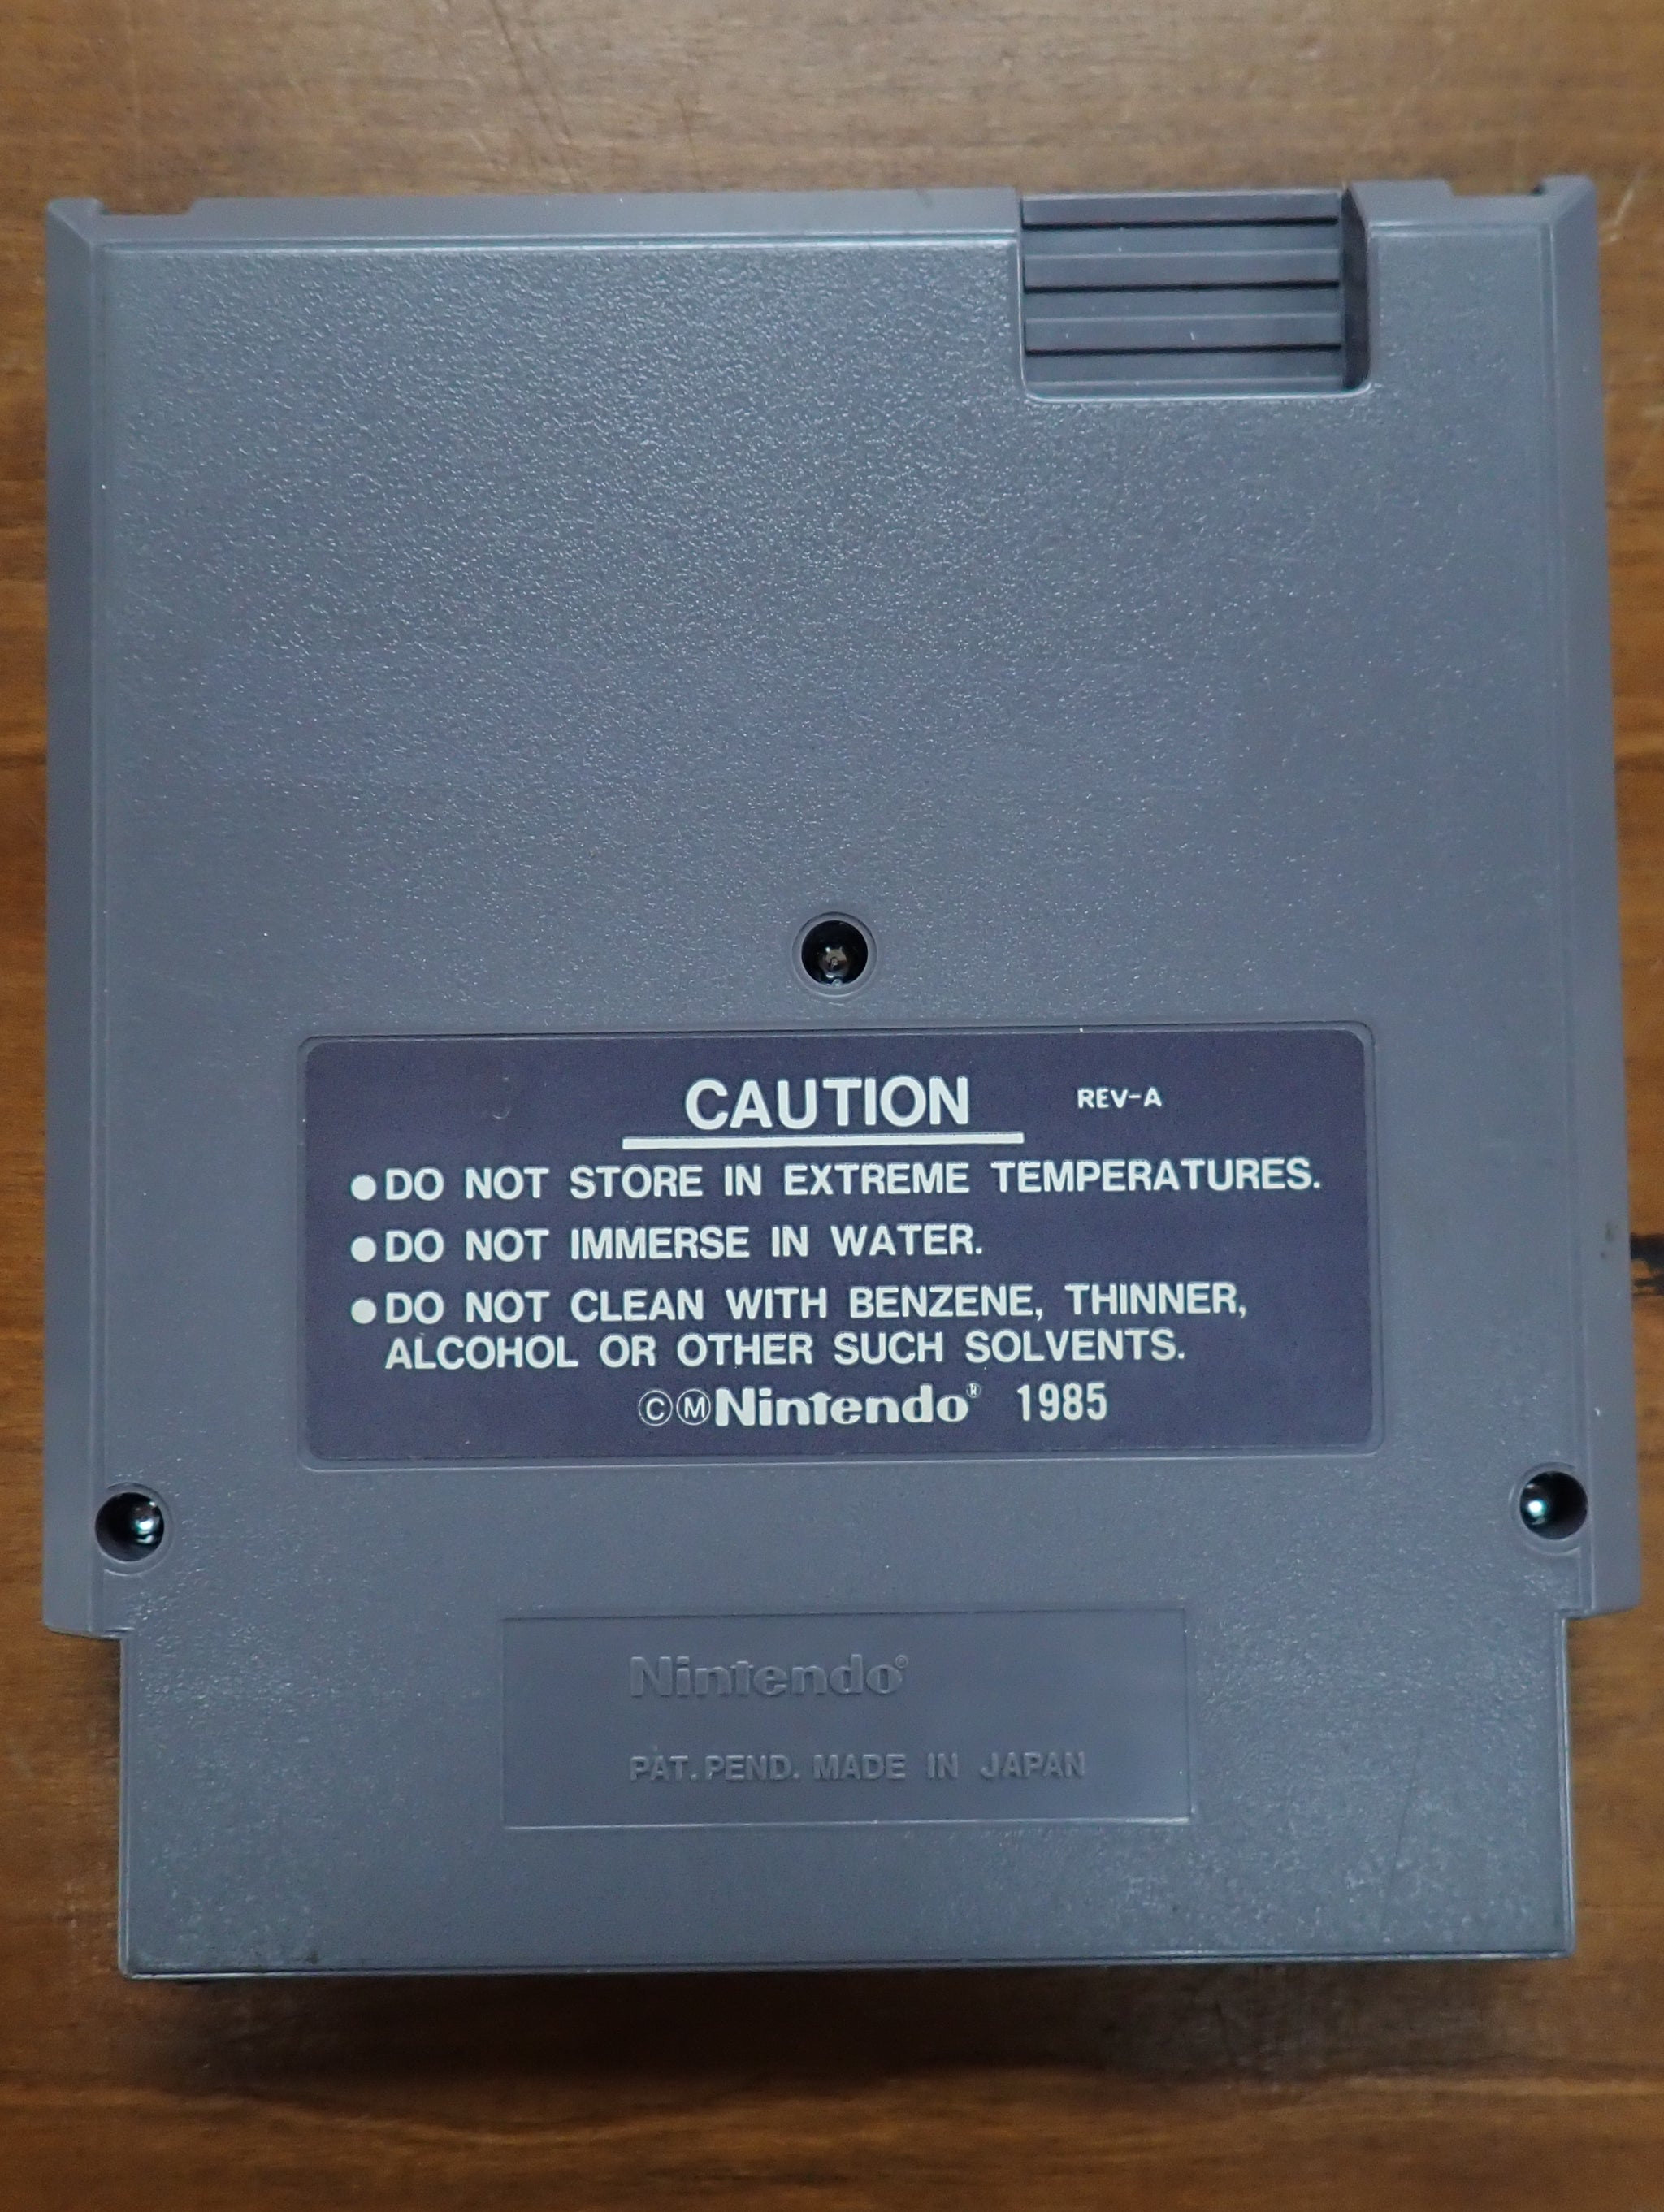 CAUTION REV-A
●DO NOT STORE IN EXTREME TEMPERATURES.
●DO NOT IMMERSE IN WATER.
●DO NOT CLEAN WITH BENZENE, THINNER,
ALCOHOL OR OTHER SUCH SOLVENTS.
©ⓂNintendo® 1985
Nintendo®
PAT. PEND. MADE IN JAPAN